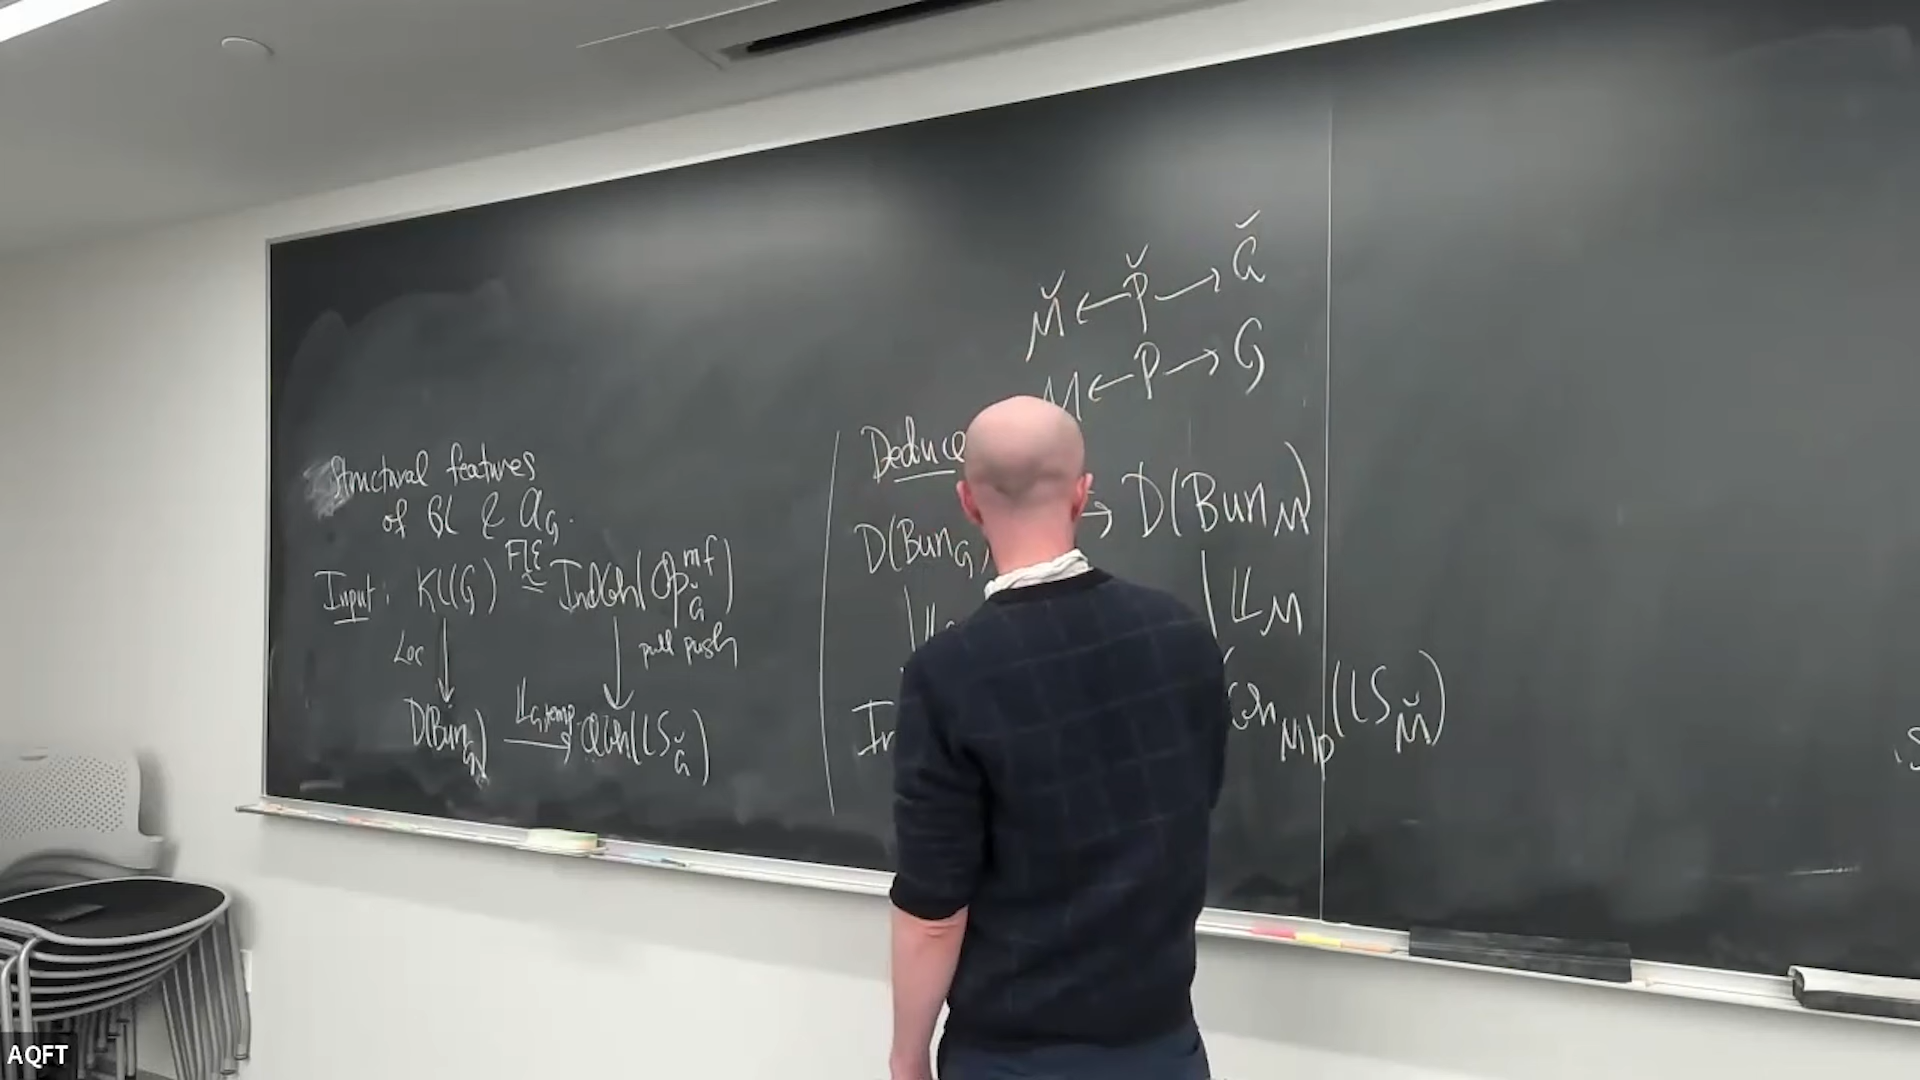 Structural features
of GL & A_G.
Input: KL(G) FLE ≃ IndCoh(Op^mf_Ǧ)
Loc ↓ ↓ pull push
D(Bun_G) 𝕃_G,temp → QCoh(LS_Ǧ)
M̌ ← P̌ → Ǧ
M ← P → G
Deduce
D(Bun_G) → D(Bun_M)
𝕃_M
Coh (LS_M̌)
AQFT